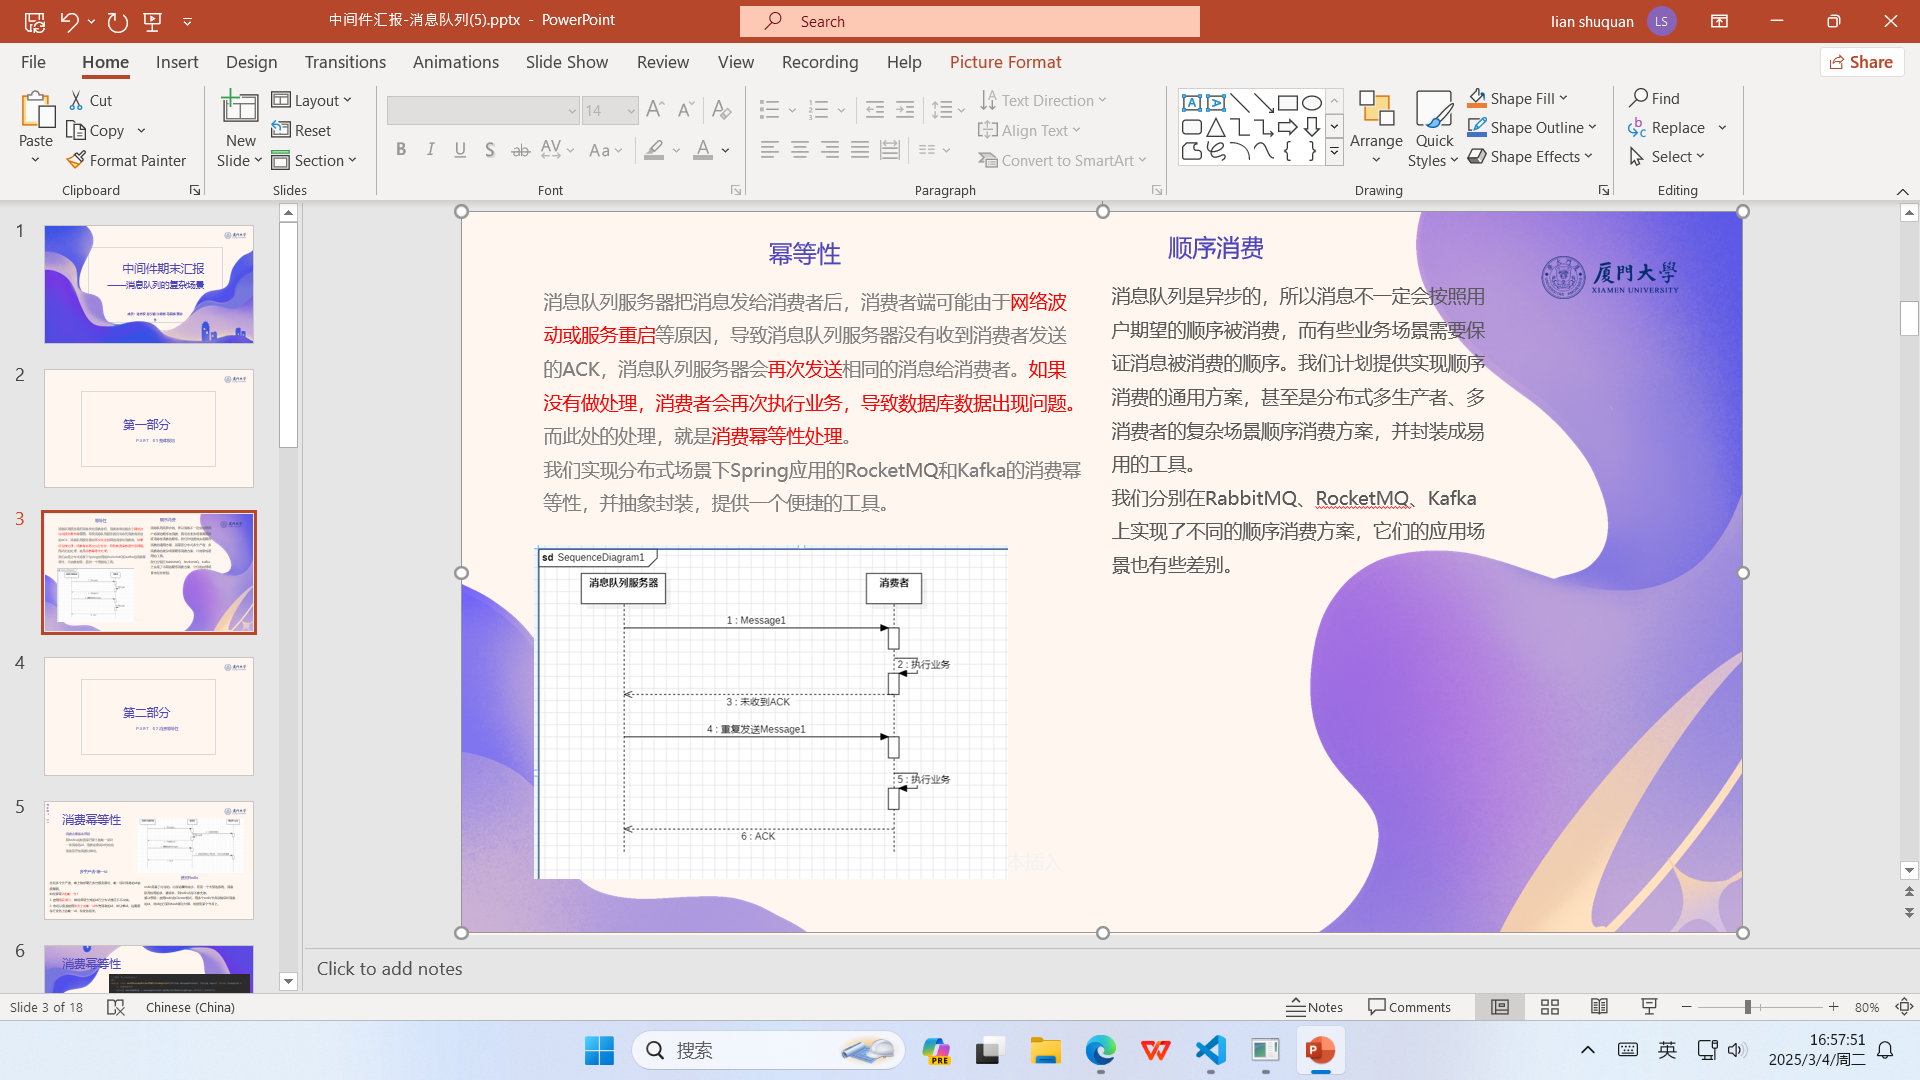 中间件汇报-消息队列(5).pptx - PowerPoint
Search
lian shuquan
LS
File
Home
Insert
Design
Transitions
Animations
Slide Show
Review
View
Recording
Help
Picture Format
Share
Paste
Cut
Copy
Format Painter
Clipboard
New
Slide
Layout
Reset
Section
Slides
14
Font
Text Direction
Align Text
Convert to SmartArt
Paragraph
Arrange
Quick
Styles
Shape Fill
Shape Outline
Shape Effects
Drawing
Find
Replace
Select
Editing
1
中间件期末汇报
——消息队列的复杂场景
2
第一部分
3
4
第二部分
5
消费幂等性
6
消费幂等性
幂等性
消息队列服务器把消息发给消费者后，消费者端可能由于网络波
动或服务重启等原因，导致消息队列服务器没有收到消费者发送
的ACK，消息队列服务器会再次发送相同的消息给消费者。如果
没有做处理，消费者会再次执行业务，导致数据库数据出现问题。
而此处的处理，就是消费幂等性处理。
我们实现分布式场景下Spring应用的RocketMQ和Kafka的消费幂
等性，并抽象封装，提供一个便捷的工具。
sd SequenceDiagram1
消息队列服务器
消费者
1 : Message1
2 : 执行业务
3 : 未收到ACK
4 : 重复发送Message1
5 : 执行业务
6 : ACK
本插入
顺序消费
消息队列是异步的，所以消息不一定会按照用
户期望的顺序被消费，而有些业务场景需要保
证消息被消费的顺序。我们计划提供实现顺序
消费的通用方案，甚至是分布式多生产者、多
消费者的复杂场景顺序消费方案，并封装成易
用的工具。
我们分别在RabbitMQ、RocketMQ、Kafka
上实现了不同的顺序消费方案，它们的应用场
景也有些差别。
廈門大學
XIAMEN UNIVERSITY
Click to add notes
Slide 3 of 18
Chinese (China)
Notes
Comments
80%
搜索
PRE
英
16:57:51
2025/3/4/周二